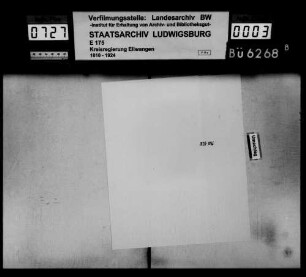 0727
Verfilmungsstelle: Landesarchiv BW
-Institut für Erhaltung von Archiv- und Bibliotheksgut-
STAATSARCHIV LUDWIGSBURG
E 175
Kreisregierung Ellwangen
1818 - 1924
0003
Bü 6268
Umschlag